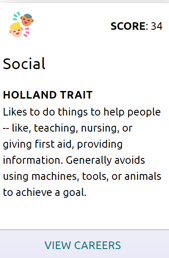 SCORE: 34
Social
HOLLAND TRAIT
Likes to do things to help people
-- like, teaching, nursing, or
giving first aid, providing
information. Generally avoids
using machines, tools, or animals
to achieve a goal.
VIEW CAREERS